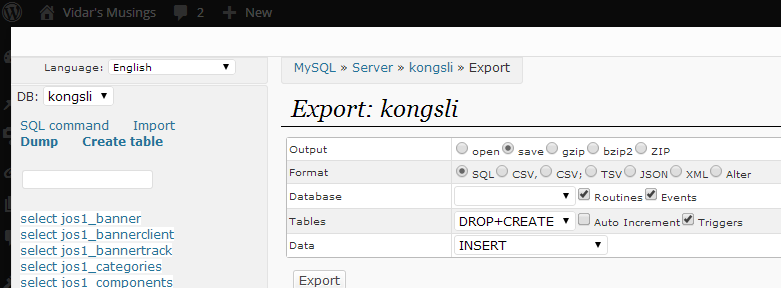 Vidar's Musings 2 + New
Language: English
MySQL » Server » kongsli » Export
DB: kongsli
Export: kongsli
SQL command Import
Dump Create table
Output open save gzip bzip2 ZIP
Format SQL CSV, CSV; TSV JSON XML Alter
Database Routines Events
Tables DROP+CREATE Auto Increment Triggers
Data INSERT
Export
select jos1_banner
select jos1_bannerclient
select jos1_bannertrack
select jos1_categories
select jos1_components